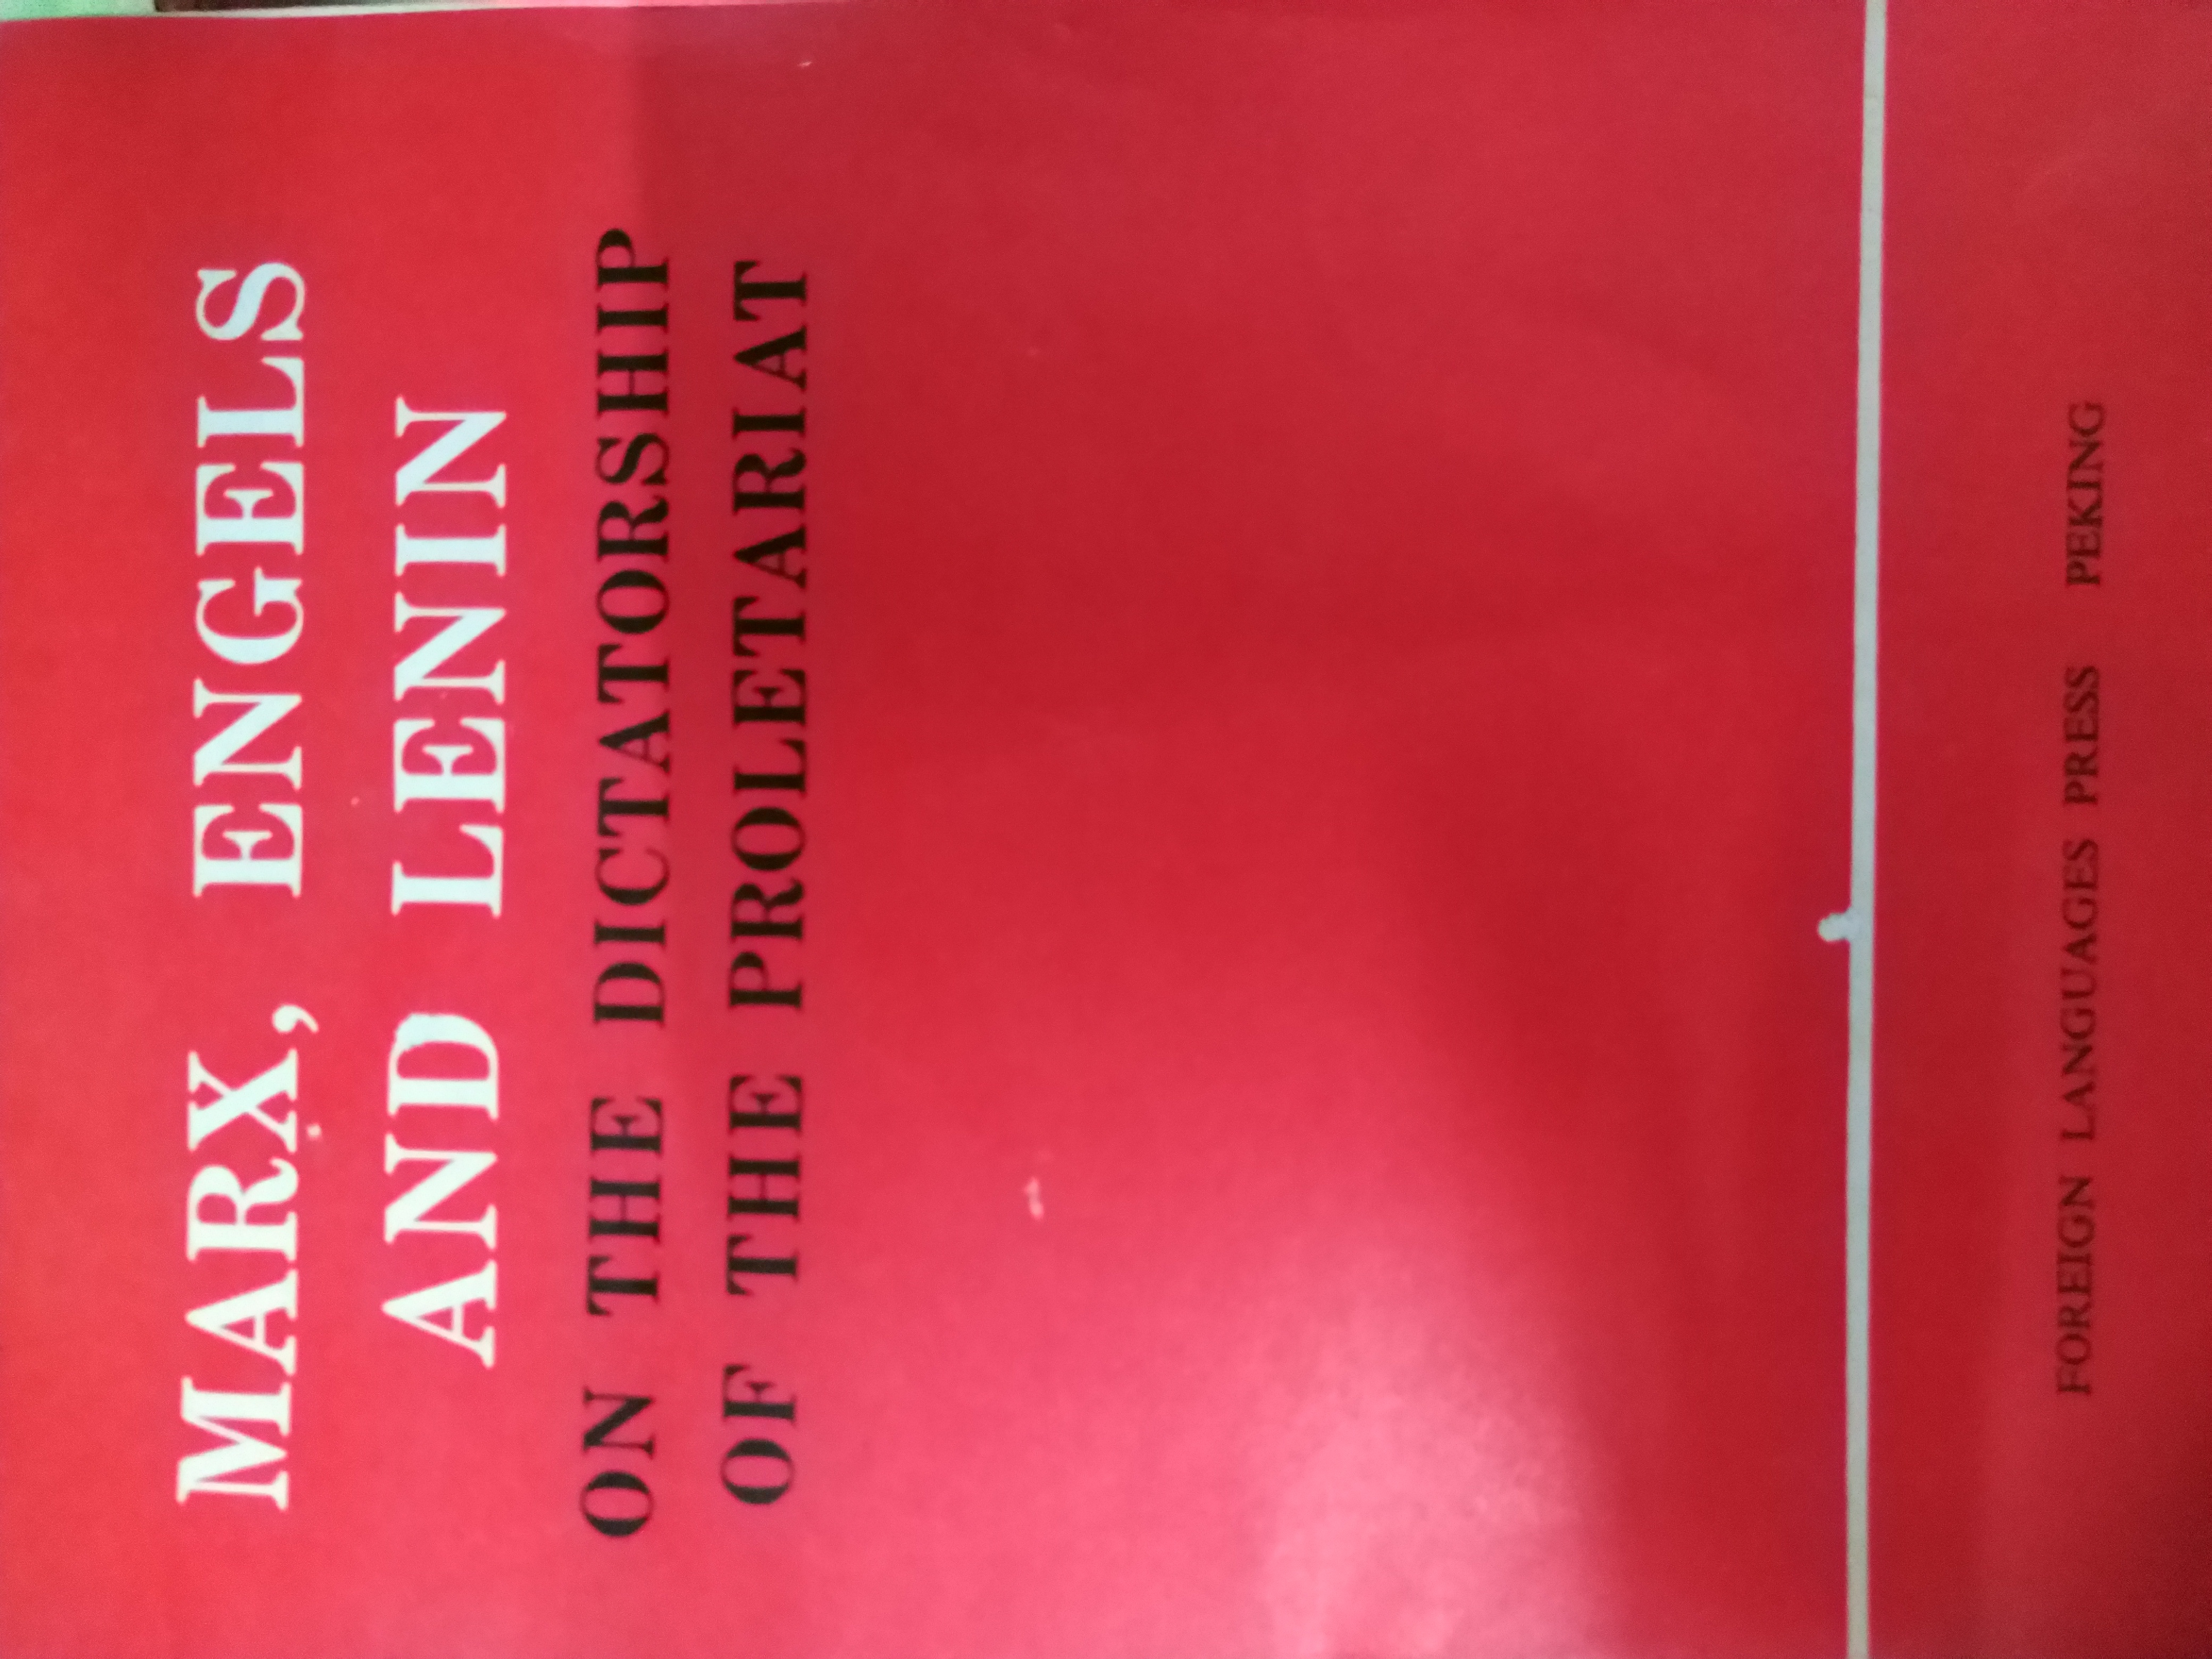 MARX, ENGELS
AND LENIN
ON THE DICTATORSHIP
OF THE PROLETARIAT
FOREIGN LANGUAGES PRESS PEKING